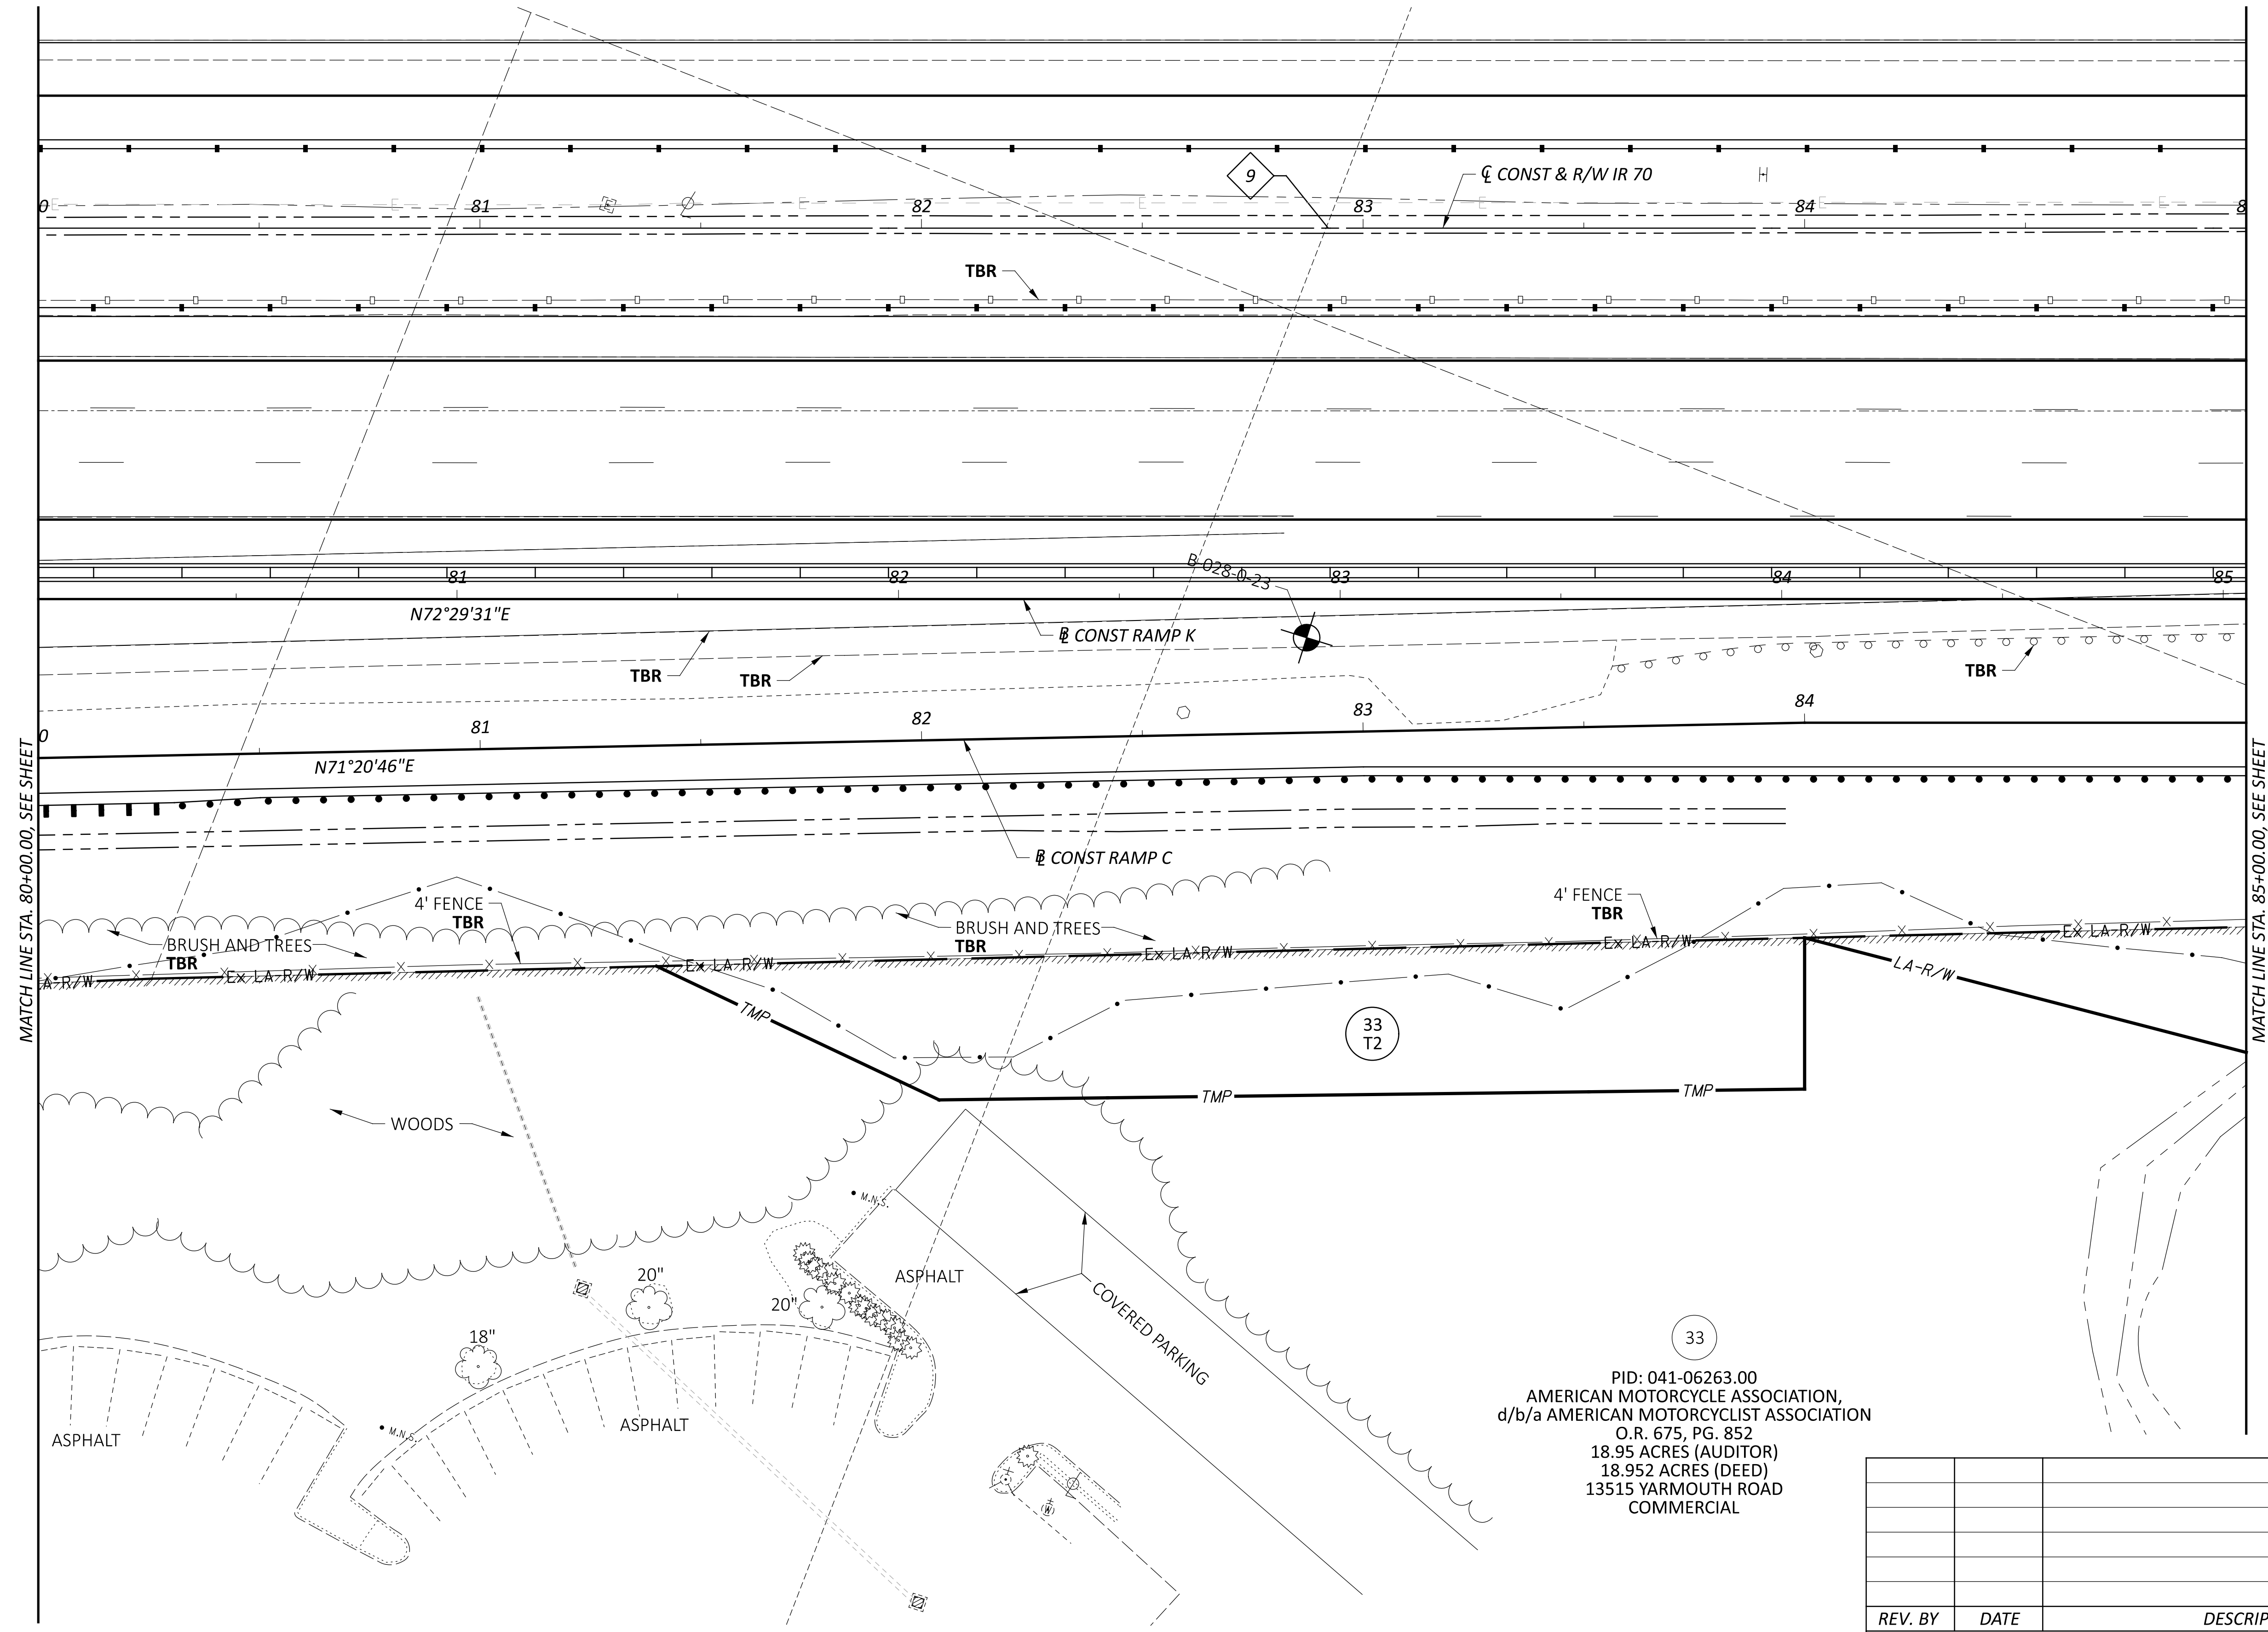 9
℄ CONST & R/W IR 70
0
81
82
83
84
8
E
E
E
E
E
E
E
E
TBR
B-028-0-23
81
82
83
84
85
N72°29'31"E
BL CONST RAMP K
TBR
TBR
TBR
0
81
82
83
84
N71°20'46"E
BL CONST RAMP C
MATCH LINE STA. 80+00.00, SEE SHEET
MATCH LINE STA. 85+00.00, SEE SHEET
4' FENCE
TBR
4' FENCE
TBR
BRUSH AND TREES
TBR
BRUSH AND TREES
TBR
A-R/W
Ex LA-R/W
Ex LA-R/W
Ex LA-R/W
Ex LA-R/W
Ex LA-R/W
LA-R/W
TMP
33
T2
TMP
TMP
WOODS
M.N.S.
ASPHALT
20"
20"
18"
COVERED PARKING
ASPHALT
M.N.S.
ASPHALT
W
33
PID: 041-06263.00
AMERICAN MOTORCYCLE ASSOCIATION,
d/b/a AMERICAN MOTORCYCLIST ASSOCIATION
O.R. 675, PG. 852
18.95 ACRES (AUDITOR)
18.952 ACRES (DEED)
13515 YARMOUTH ROAD
COMMERCIAL
REV. BY
DATE
DESCRIP